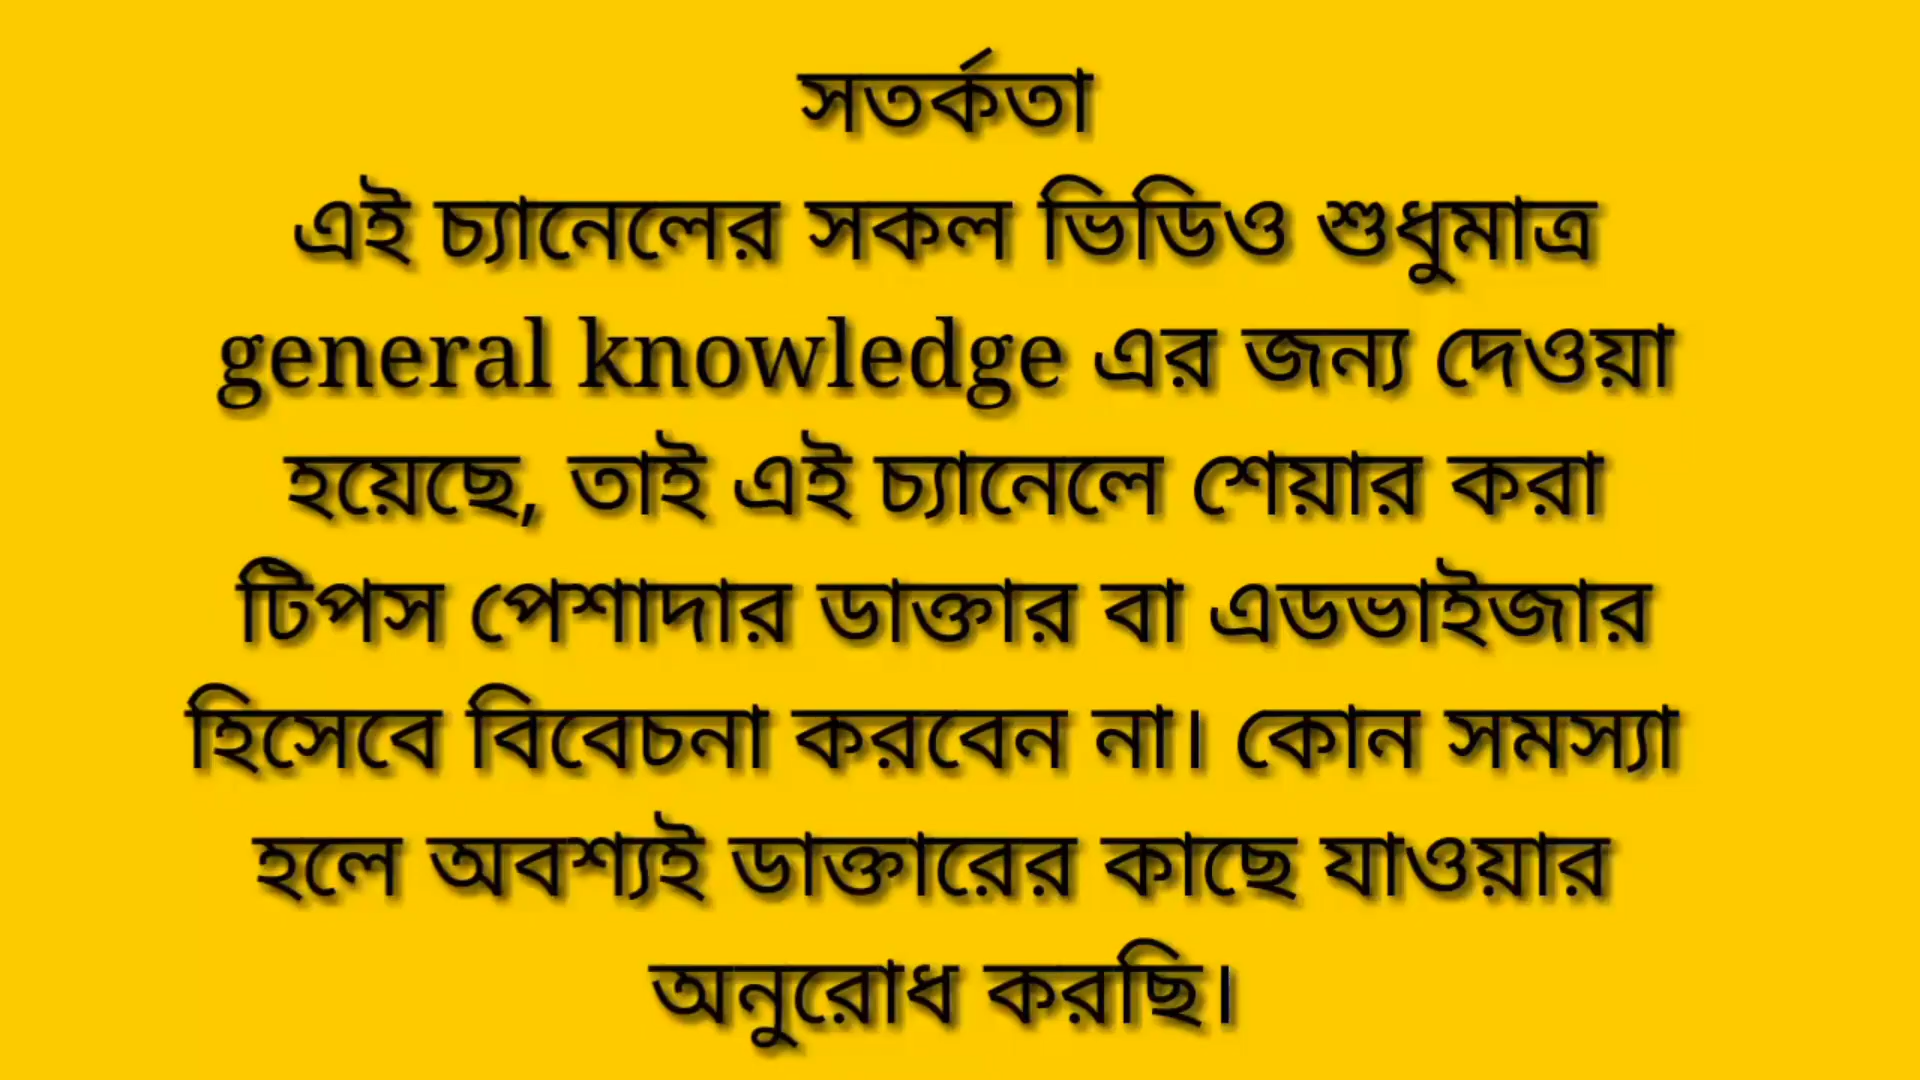 সতর্কতা
এই চ্যানেলের সকল ভিডিও শুধুমাত্র
general knowledge এর জন্য দেওয়া
হয়েছে, তাই এই চ্যানেলে শেয়ার করা
টিপস পেশাদার ডাক্তার বা এডভাইজার
হিসেবে বিবেচনা করবেন না। কোন সমস্যা
হলে অবশ্যই ডাক্তারের কাছে যাওয়ার
অনুরোধ করছি।